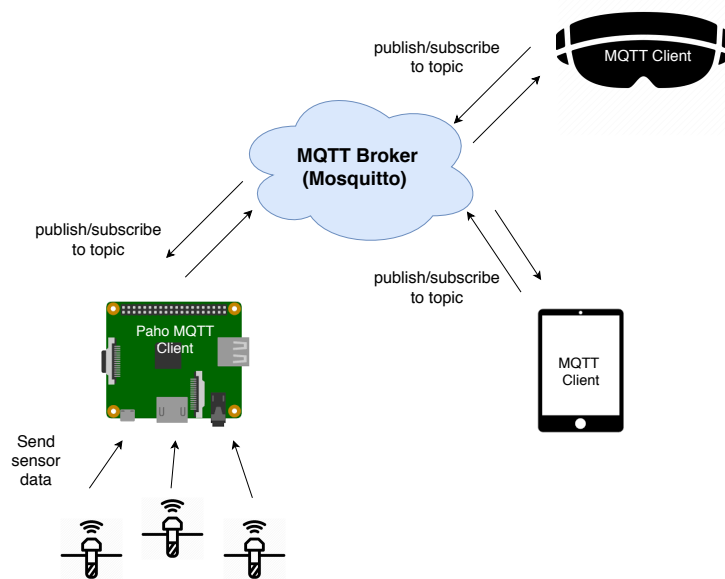 publish/subscribe
to topic
MQTT Client
MQTT Broker
(Mosquitto)
publish/subscribe
to topic
publish/subscribe
to topic
Paho MQTT
Client
MQTT
Client
Send
sensor
data